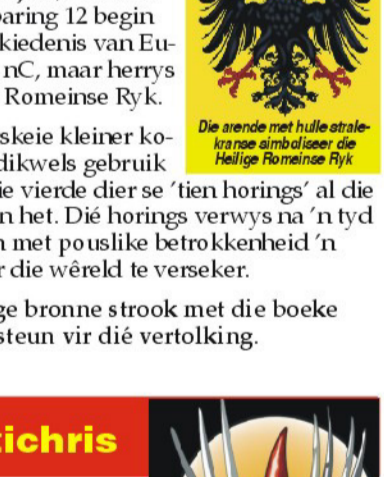 aring 12 begin
kiedenis van Eu-
nC, maar herrys
Romeinse Ryk.
skeie kleiner ko-
dikwels gebruik
ie vierde dier se ’tien horings’ al die
n het. Dié horings verwys na ’n tyd
n met pouslike betrokkenheid ’n
r die wêreld te verseker.
ge bronne strook met die boeke
steun vir dié vertolking.
Die arende met hulle strale-
kranse simboliseer die
Heilige Romeinse Ryk
tichris